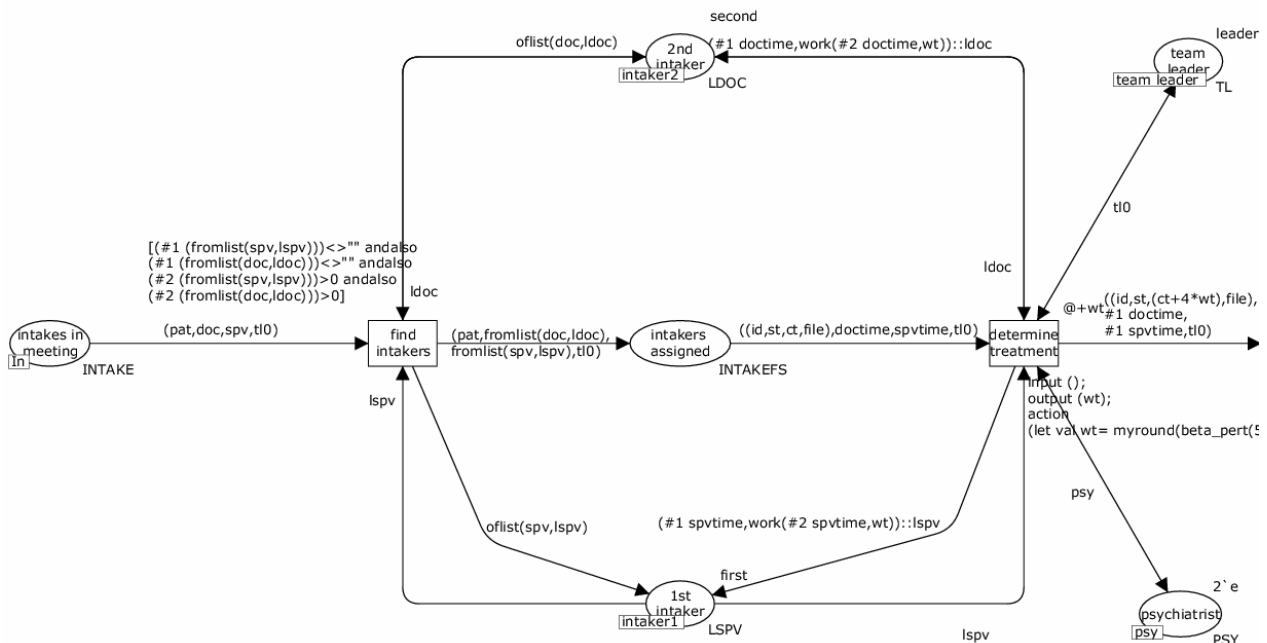 second
leader
oflist(doc,ldoc)
2nd
intaker
intaker2
LDOC
(#1 doctime,work(#2 doctime,wt))::ldoc
team
leader
team leader
TL
tl0
[(#1 (fromlist(spv,lspv)))<>"" andalso
(#1 (fromlist(doc,ldoc)))<>"" andalso
(#2 (fromlist(spv,lspv)))>0 andalso
(#2 (fromlist(doc,ldoc)))>0]
ldoc
ldoc
intakes in
meeting
In
INTAKE
(pat,doc,spv,tl0)
find
intakers
(pat,fromlist(doc,ldoc),
fromlist(spv,lspv),tl0)
intakers
assigned
INTAKEFS
((id,st,ct,file),doctime,spvtime,tl0)
determine
treatment
@+wt
((id,st,(ct+4*wt),file),
#1 doctime,
#1 spvtime,tl0)
input ();
output (wt);
action
(let val wt= myround(beta_pert(5
lspv
psy
oflist(spv,lspv)
(#1 spvtime,work(#2 spvtime,wt))::lspv
first
1st
intaker
intaker1
LSPV
lspv
2`e
psychiatrist
psy
PSY